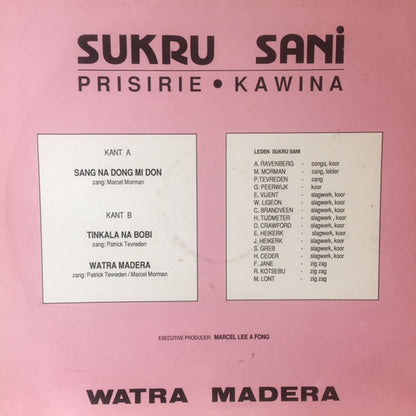 SUKRU SANi
PRISIRIE • KAWINA
KANT A
SANG NA DONG MI DON
zang: Marcel Morman
KANT B
TINKALA NA BOBI
zang: Patrick Tevreden
WATRA MADERA
zang: Patrick Tevreden / Marcel Morman
LEDEN SUKRU SANI
A. RAVENBERG - conga, koor
M. MORMAN - zang, leider
P.TEVREDEN - zang
G. PEERWIJK - koor
E. VIJENT - slagwerk, koor
W. LIGEON - slagwerk, koor
C. BRANDVEEN - slagwerk, koor
H. TIJDMETER - slagwerk, koor
D. CRAWFORD - slagwerk, koor
E. HEIKERK - slagwerk, koor
J. HEIKERK - slagwerk, koor
S. GREB - slagwerk, koor
H. CEDER - slagwerk, koor
F. JANE - zig zag
R. KOTSEBU - zig zag
M. LONT - zig zag
EXECUTIVE PRODUCER: MARCEL LEE A FONG
WATRA MADERA